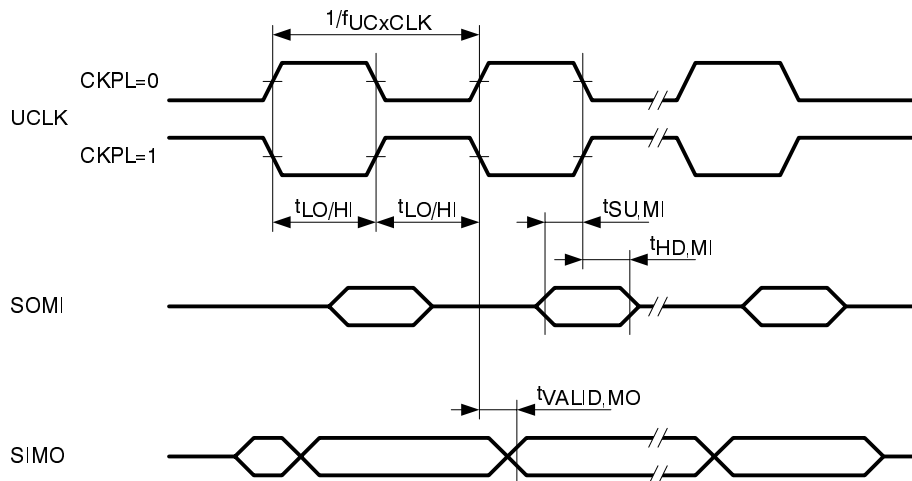 1/fUCxCLK
CKPL=0
UCLK
CKPL=1
tLO/HI tLO/HI tSU,MI
tHD,MI
SOMI
tVALID,MO
SIMO